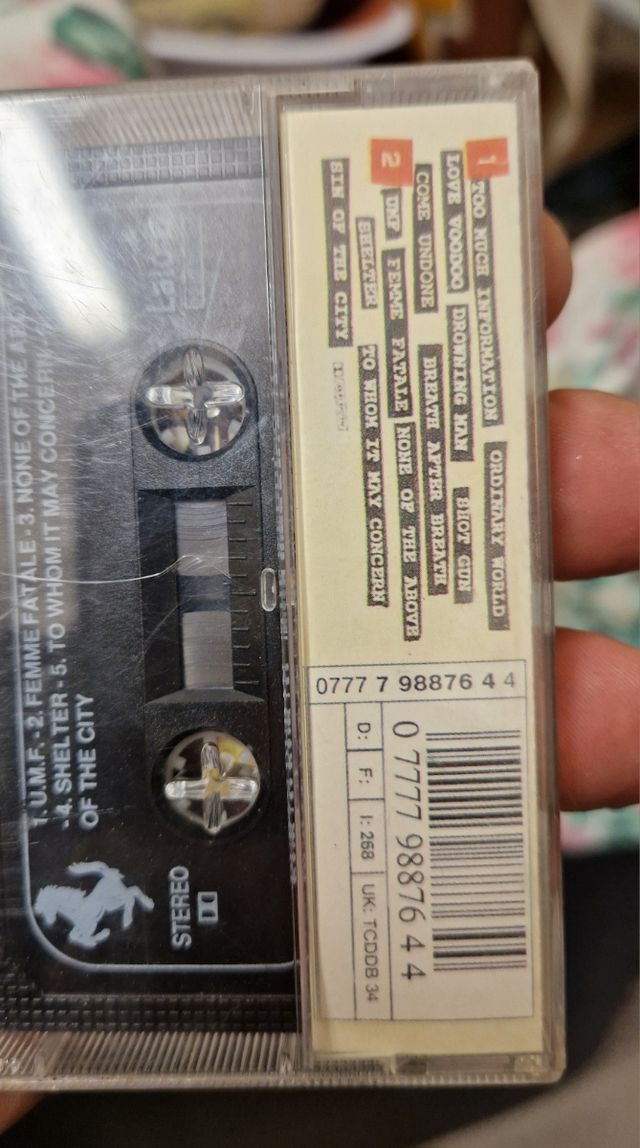 1 TOO MUCH INFORMATION ORDINARY WORLD
LOVE VOODOO DROWNING MAN SHOT GUN
COME UNDONE BREATH AFTER BREATH
2 UMF FEMME FATALE NONE OF THE ABOVE
SHELTER TO WHOM IT MAY CONCERN
SIN OF THE CITY
0777 7 98876 4 4
0 7777 98876 4 4
D: F: I: 268 UK: TCDDB 34
1. U.M.F. - 2. FEMME FATALE - 3. NONE OF THE
- 4. SHELTER - 5. TO WHOM IT MAY CONCERN
OF THE CITY
STEREO